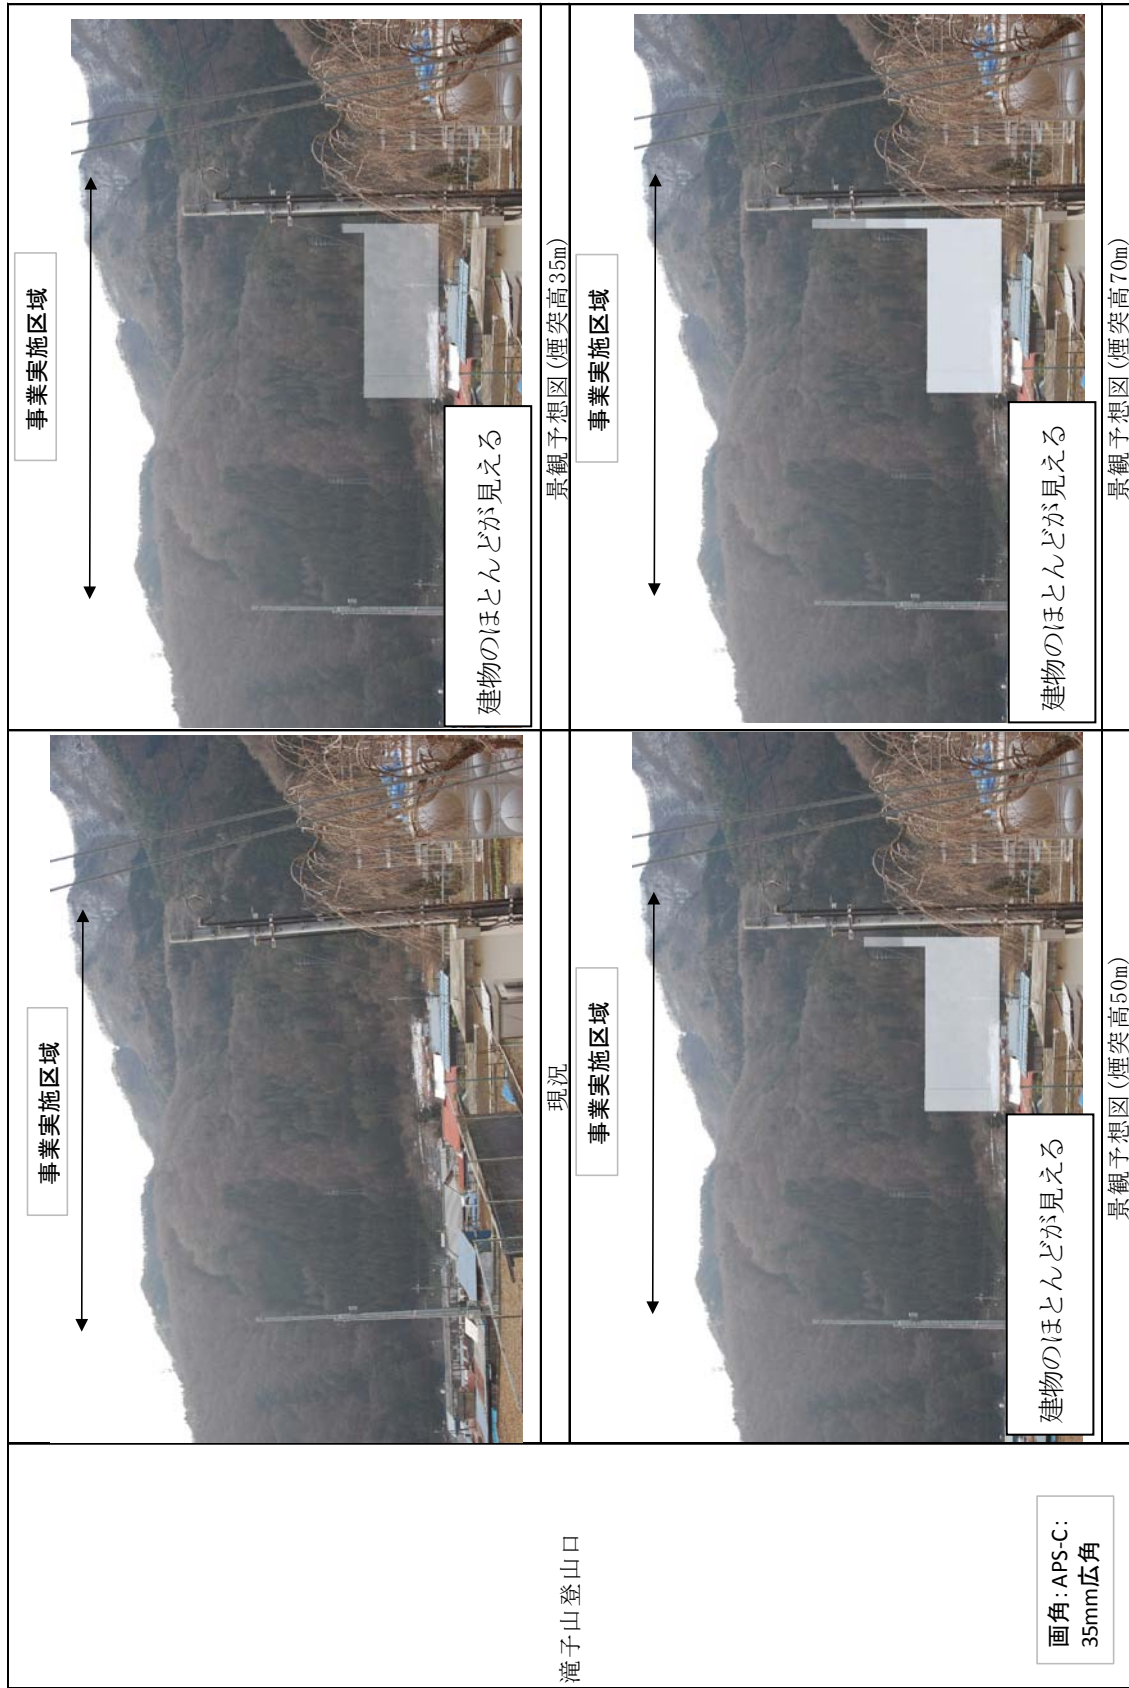 滝子山登山口
画角：APS-C：
35mm広角
事業実施区域
現況
事業実施区域
建物のほとんどが見える
景観予想図（煙突高35m）
事業実施区域
建物のほとんどが見える
景観予想図（煙突高50m）
事業実施区域
建物のほとんどが見える
景観予想図（煙突高70m）